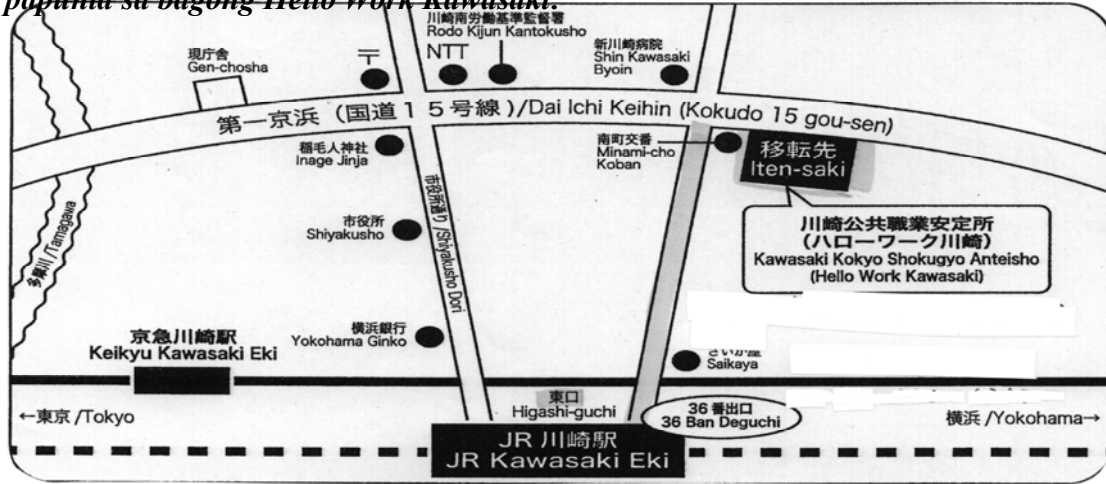 papunta sa bagong Hello Work Kawasaki.
川崎南労働基準監督署
Rodo Kijun Kantokusho
現庁舎
Gen-chosha
〒
NTT
新川崎病院
Shin Kawasaki
Byoin
第一京浜 (国道15号線)/Dai Ichi Keihin (Kokudo 15 gou-sen)
稲毛人神社
Inage Jinja
南町交番
Minami-cho
Koban
移転先
Iten-saki
市役所通り/Shiyakusho Dori
市役所
Shiyakusho
川崎公共職業安定所
(ハローワーク川崎)
Kawasaki Kokyo Shokugyo Anteisho
(Hello Work Kawasaki)
多摩川/Tamagawa
横浜銀行
Yokohama Ginko
京急川崎駅
Keikyu Kawasaki Eki
さいか屋
Saikaya
東口
Higashi-guchi
36番出口
36 Ban Deguchi
←東京/Tokyo
横浜/Yokohama→
JR 川崎駅
JR Kawasaki Eki